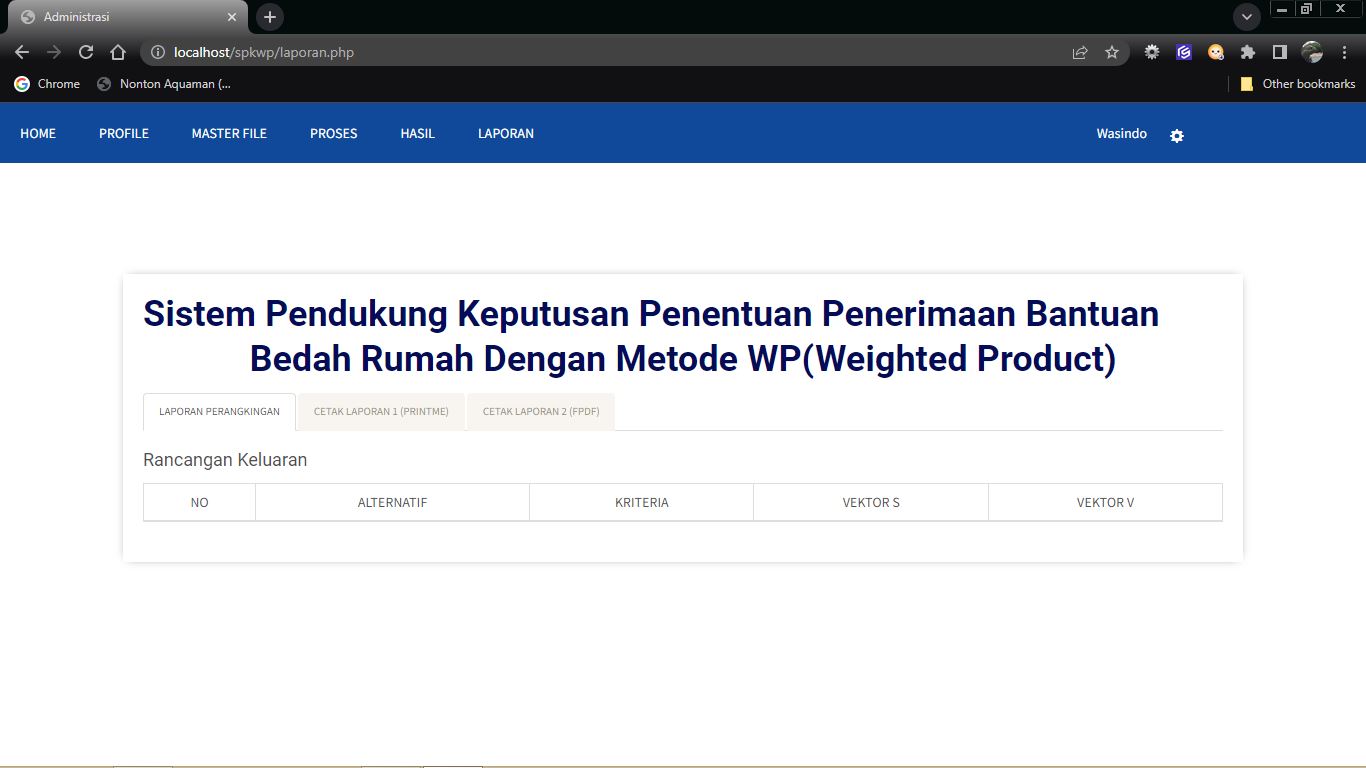 Administrasi
localhost/spkwp/laporan.php
Chrome
Nonton Aquaman (...
Other bookmarks
HOME PROFILE MASTER FILE PROSES HASIL LAPORAN Wasindo
Sistem Pendukung Keputusan Penentuan Penerimaan Bantuan
Bedah Rumah Dengan Metode WP(Weighted Product)
LAPORAN PERANGKINGAN CETAK LAPORAN 1 (PRINTME) CETAK LAPORAN 2 (FPDF)
Rancangan Keluaran
NO ALTERNATIF KRITERIA VEKTOR S VEKTOR V